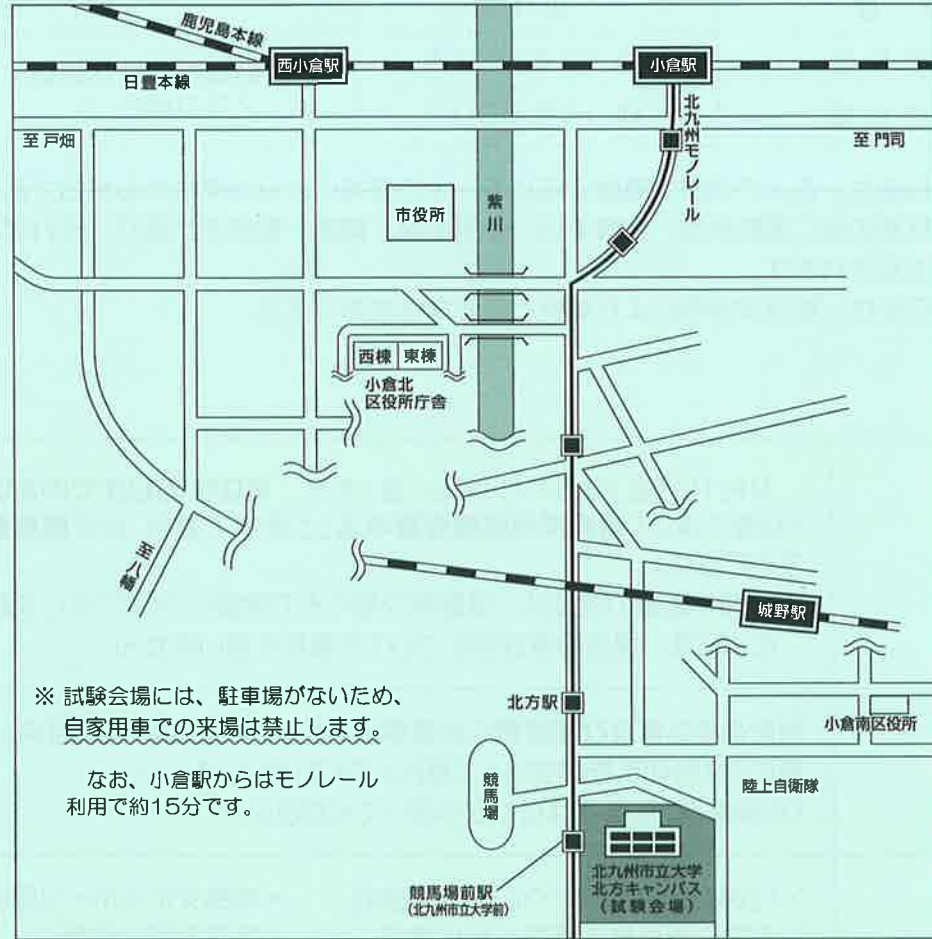 鹿児島本線
西小倉駅
小倉駅
日豊本線
北九州モノレール
至 戸畑
至 門司
市役所
紫川
西棟
東棟
小倉北
区役所庁舎
至八幡
城野駅
※ 試験会場には、駐車場がないため、
自家用車での来場は禁止します。
なお、小倉駅からはモノレール
利用で約15分です。
北方駅
小倉南区役所
競馬場
陸上自衛隊
北九州市立大学
北方キャンパス
(試験会場)
競馬場前駅
(北九州市立大学前)